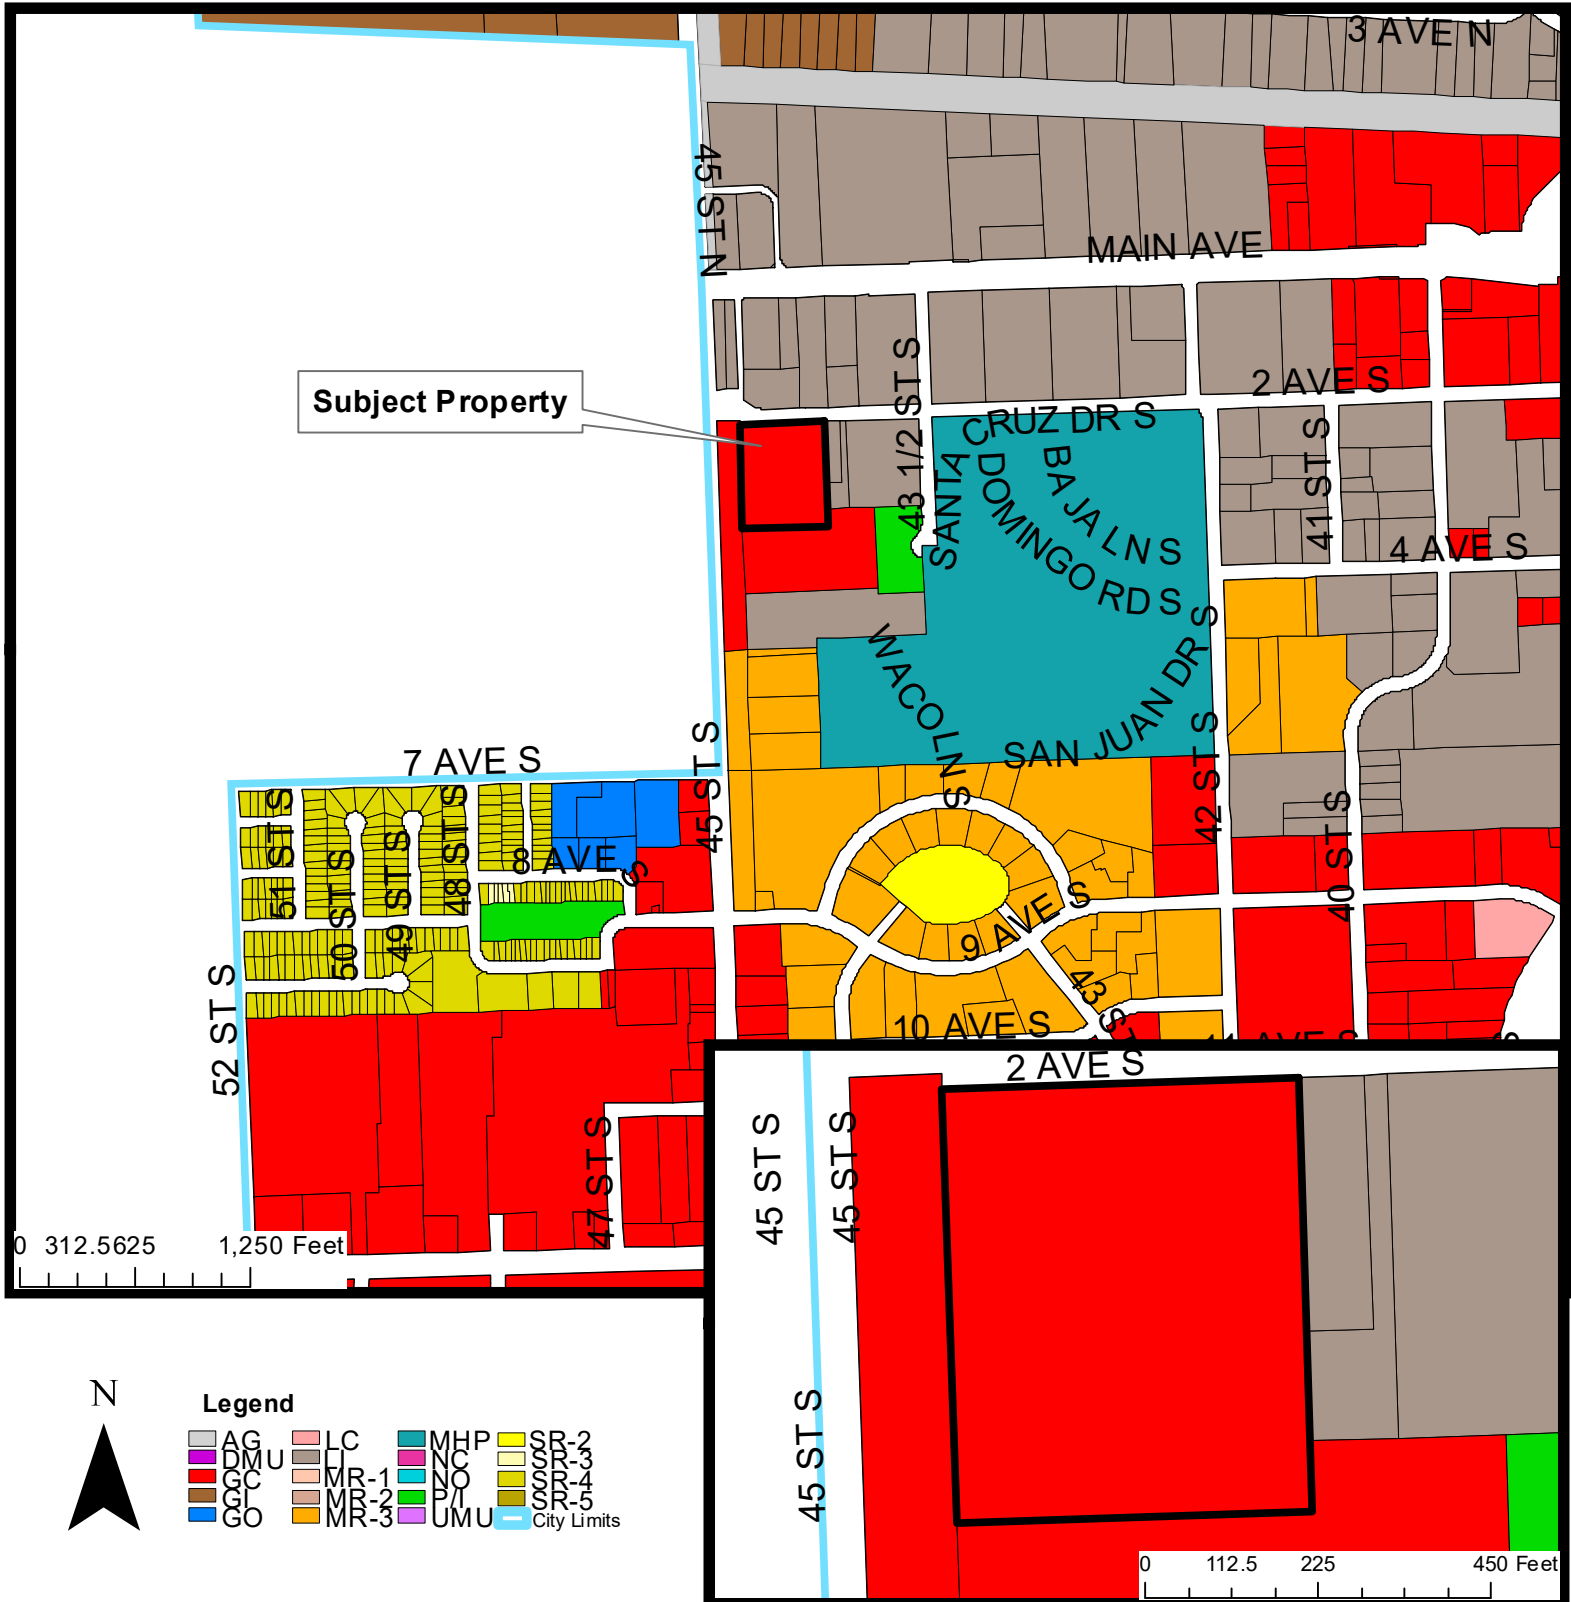 3 AVE N
45 ST N
MAIN AVE
Subject Property
43 1/2 ST S
2 AVE S
SANTA CRUZ DR S
BAJA LN S
DOMINGO RD S
41 ST S
4 AVE S
WACO LN S
SAN JUAN DR S
42 ST S
7 AVE S
45 ST S
51 ST S
50 ST S
49 ST S
48 ST S
8 AVE S
40 ST S
9 AVE S
43 ST S
10 AVE S
52 ST S
47 ST S
0 312.5625 1,250 Feet
2 AVE S
45 ST S
45 ST S
45 ST S
0 112.5 225 450 Feet
N
Legend
AG
DMU
GC
GI
GO
LC
LI
MR-1
MR-2
MR-3
MHP
NC
NO
P/I
UMU
SR-2
SR-3
SR-4
SR-5
City Limits